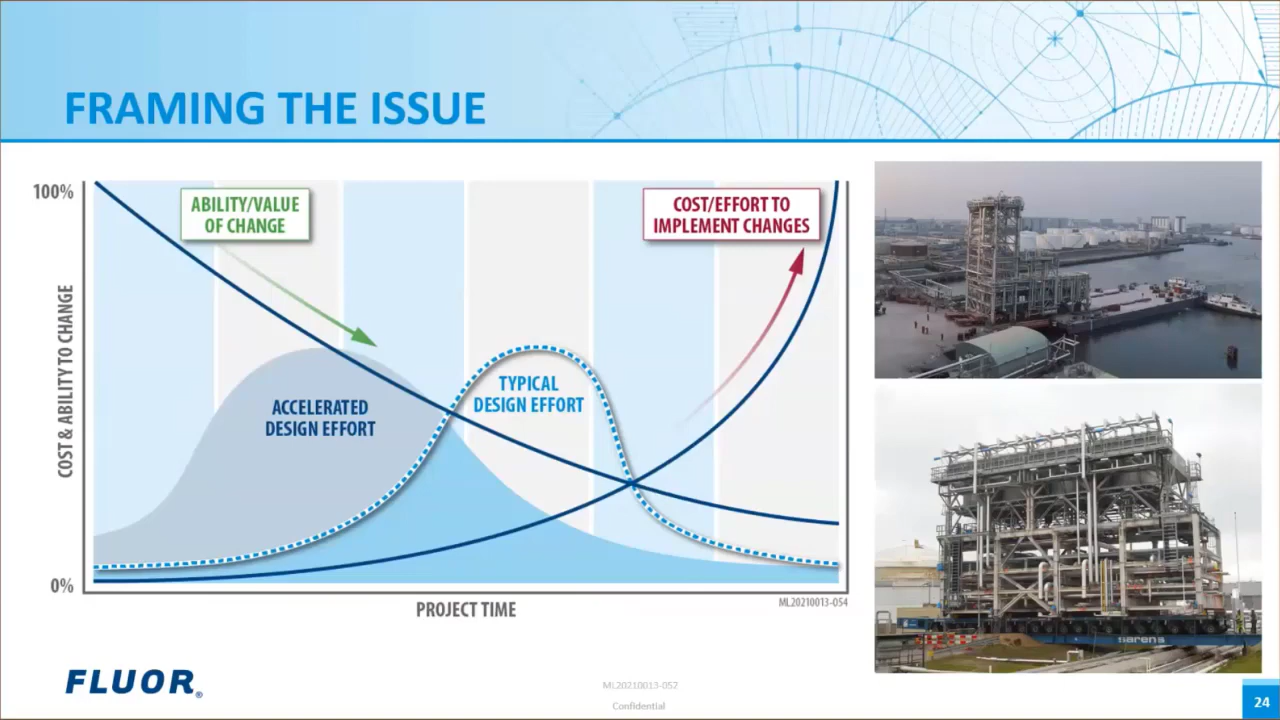 FRAMING THE ISSUE
100%
ABILITY/VALUE
OF CHANGE
COST/EFFORT TO
IMPLEMENT CHANGES
COST & ABILITY TO CHANGE
ACCELERATED
DESIGN EFFORT
TYPICAL
DESIGN EFFORT
0%
PROJECT TIME
ML20210013-054
sarens
FLUOR®
ML20210013-052
Confidential
24